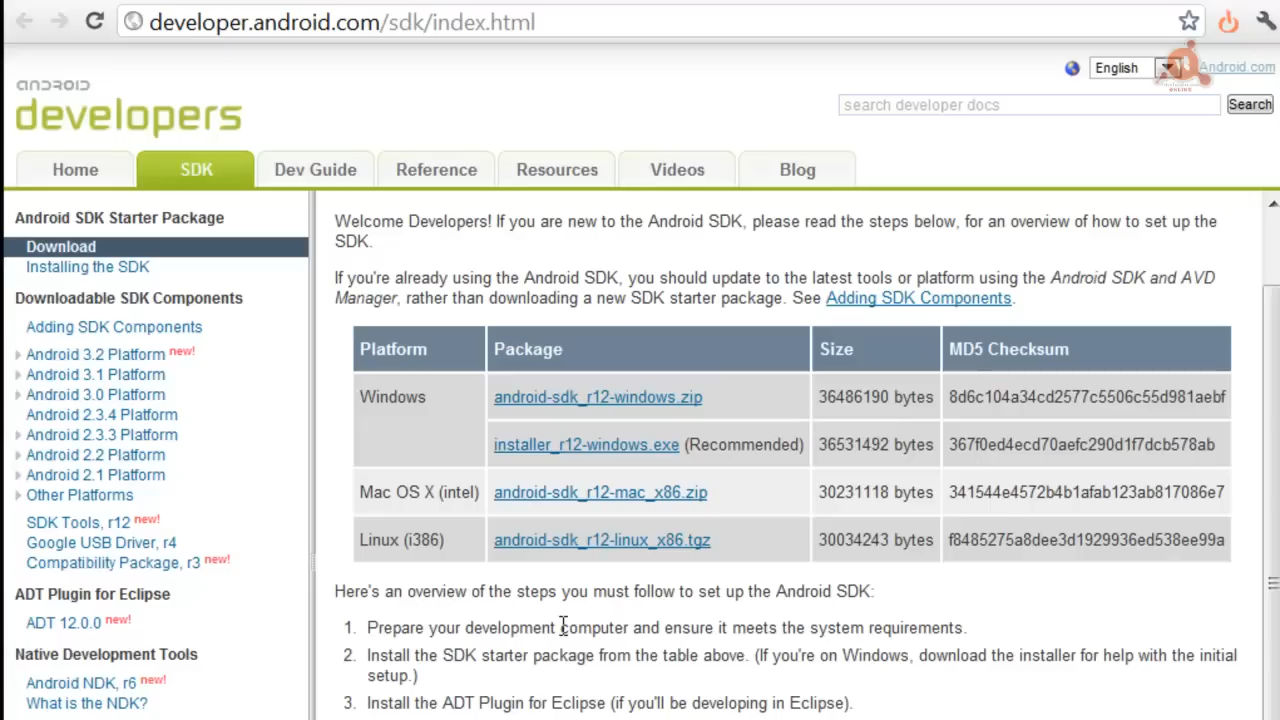 developer.android.com/sdk/index.html
English
Android.com
ANDROID
developers
search developer docs
Search
Home
SDK
Dev Guide
Reference
Resources
Videos
Blog
Android SDK Starter Package
Download
Installing the SDK
Downloadable SDK Components
Adding SDK Components
Android 3.2 Platform new!
Android 3.1 Platform
Android 3.0 Platform
Android 2.3.4 Platform
Android 2.3.3 Platform
Android 2.2 Platform
Android 2.1 Platform
Other Platforms
SDK Tools, r12 new!
Google USB Driver, r4
Compatibility Package, r3 new!
ADT Plugin for Eclipse
ADT 12.0.0 new!
Native Development Tools
Android NDK, r6 new!
What is the NDK?
Welcome Developers! If you are new to the Android SDK, please read the steps below, for an overview of how to set up the
SDK.
If you're already using the Android SDK, you should update to the latest tools or platform using the Android SDK and AVD
Manager, rather than downloading a new SDK starter package. See Adding SDK Components.
Platform Package Size MD5 Checksum
Windows android-sdk_r12-windows.zip 36486190 bytes 8d6c104a34cd2577c5506c55d981aebf
installer_r12-windows.exe (Recommended) 36531492 bytes 367f0ed4ecd70aefc290d1f7dcb578ab
Mac OS X (intel) android-sdk_r12-mac_x86.zip 30231118 bytes 341544e4572b4b1afab123ab817086e7
Linux (i386) android-sdk_r12-linux_x86.tgz 30034243 bytes f8485275a8dee3d1929936ed538ee99a
Here's an overview of the steps you must follow to set up the Android SDK:
1. Prepare your development computer and ensure it meets the system requirements.
2. Install the SDK starter package from the table above. (If you're on Windows, download the installer for help with the initial
setup.)
3. Install the ADT Plugin for Eclipse (if you'll be developing in Eclipse).